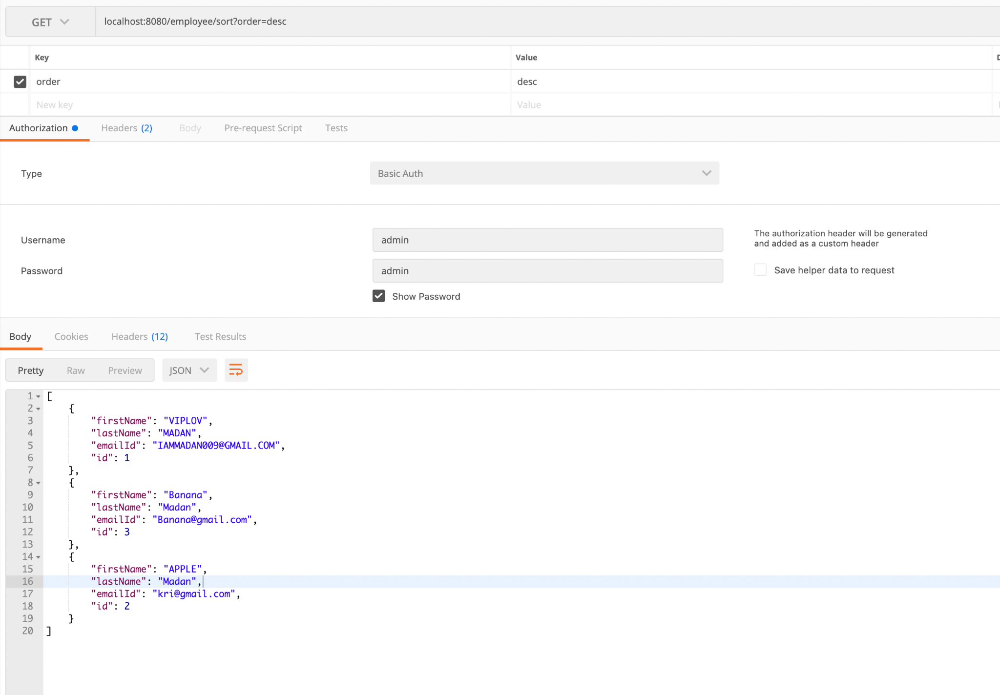 GET localhost:8080/employee/sort?order=desc
Key Value
order desc
New key Value
Authorization Headers (2) Body Pre-request Script Tests
Type Basic Auth
Username admin The authorization header will be generated
and added as a custom header
Password admin Save helper data to request
Show Password
Body Cookies Headers (12) Test Results
Pretty Raw Preview JSON
1 [
2 {
3 "firstName": "VIPLOV",
4 "lastName": "MADAN",
5 "emailId": "IAMMADAN009@GMAIL.COM",
6 "id": 1
7 },
8 {
9 "firstName": "Banana",
10 "lastName": "Madan",
11 "emailId": "Banana@gmail.com",
12 "id": 3
13 },
14 {
15 "firstName": "APPLE",
16 "lastName": "Madan",
17 "emailId": "kri@gmail.com",
18 "id": 2
19 }
20 ]